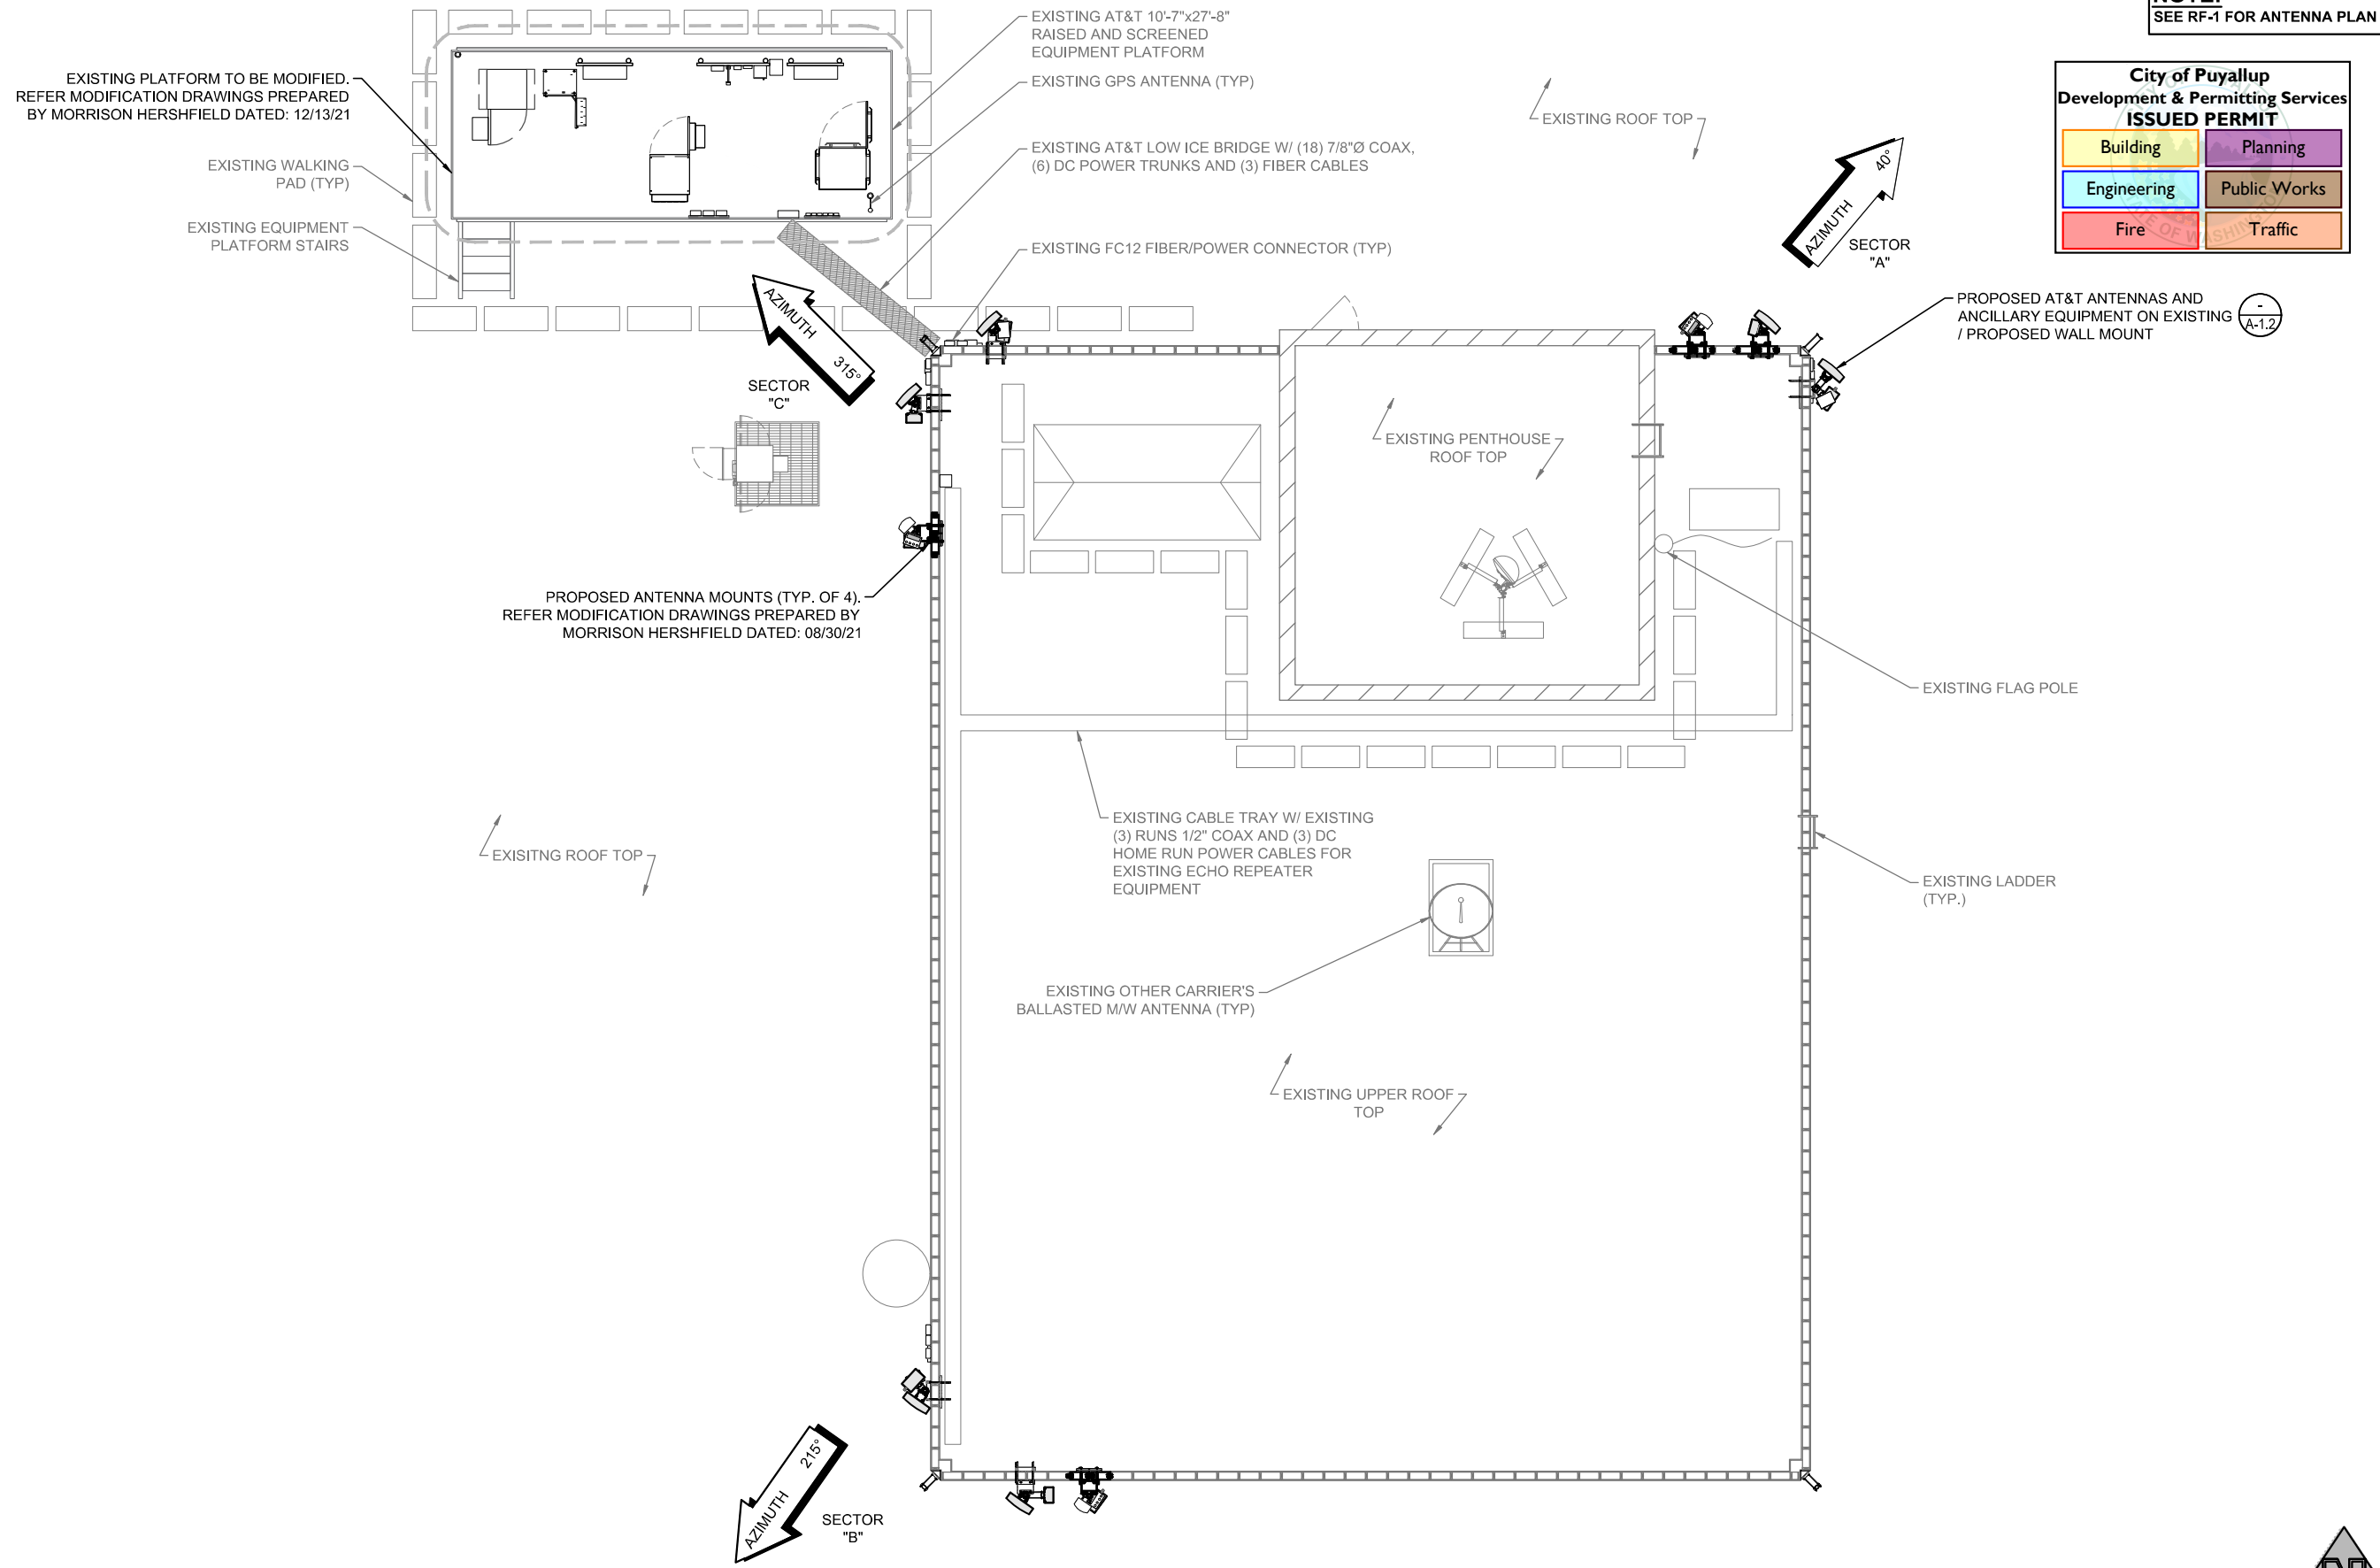 NOTE:
SEE RF-1 FOR ANTENNA PLAN
City of Puyallup
Development & Permitting Services
ISSUED PERMIT
Building
Planning
Engineering
Public Works
Fire
Traffic
CITY OF PUYALLUP
STATE OF WASHINGTON
EXISTING AT&T 10'-7"x27'-8"
RAISED AND SCREENED
EQUIPMENT PLATFORM
EXISTING GPS ANTENNA (TYP)
EXISTING AT&T LOW ICE BRIDGE W/ (18) 7/8"Ø COAX,
(6) DC POWER TRUNKS AND (3) FIBER CABLES
EXISTING FC12 FIBER/POWER CONNECTOR (TYP)
EXISTING PLATFORM TO BE MODIFIED.
REFER MODIFICATION DRAWINGS PREPARED
BY MORRISON HERSHFIELD DATED: 12/13/21
EXISTING WALKING
PAD (TYP)
EXISTING EQUIPMENT
PLATFORM STAIRS
EXISTING ROOF TOP
AZIMUTH 40°
SECTOR
"A"
PROPOSED AT&T ANTENNAS AND
ANCILLARY EQUIPMENT ON EXISTING
/ PROPOSED WALL MOUNT
-
A-1.2
AZIMUTH 315°
SECTOR
"C"
EXISTING PENTHOUSE
ROOF TOP
PROPOSED ANTENNA MOUNTS (TYP. OF 4).
REFER MODIFICATION DRAWINGS PREPARED BY
MORRISON HERSHFIELD DATED: 08/30/21
EXISTING FLAG POLE
EXISITNG ROOF TOP
EXISTING CABLE TRAY W/ EXISTING
(3) RUNS 1/2" COAX AND (3) DC
HOME RUN POWER CABLES FOR
EXISTING ECHO REPEATER
EQUIPMENT
EXISTING LADDER
(TYP.)
EXISTING OTHER CARRIER'S
BALLASTED M/W ANTENNA (TYP)
EXISTING UPPER ROOF
TOP
AZIMUTH 215°
SECTOR
"B"